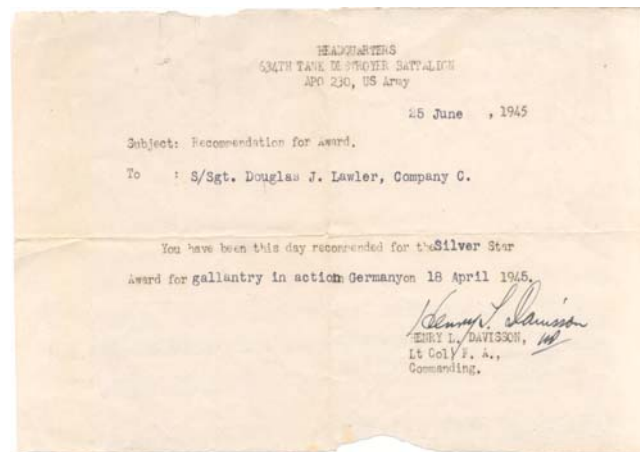 HEADQUARTERS
634TH TANK DESTROYER BATTALION
APO 230, US Army
25 June , 1945
Subject: Recommendation for Award.
To : S/Sgt. Douglas J. Lawler, Company C.
You have been this day recommended for the Silver Star
Award for gallantry in action in Germany on 18 April 1945.
Henry L. Davisson
HENRY L. DAVISSON,
Lt Col, F. A.,
Commanding.